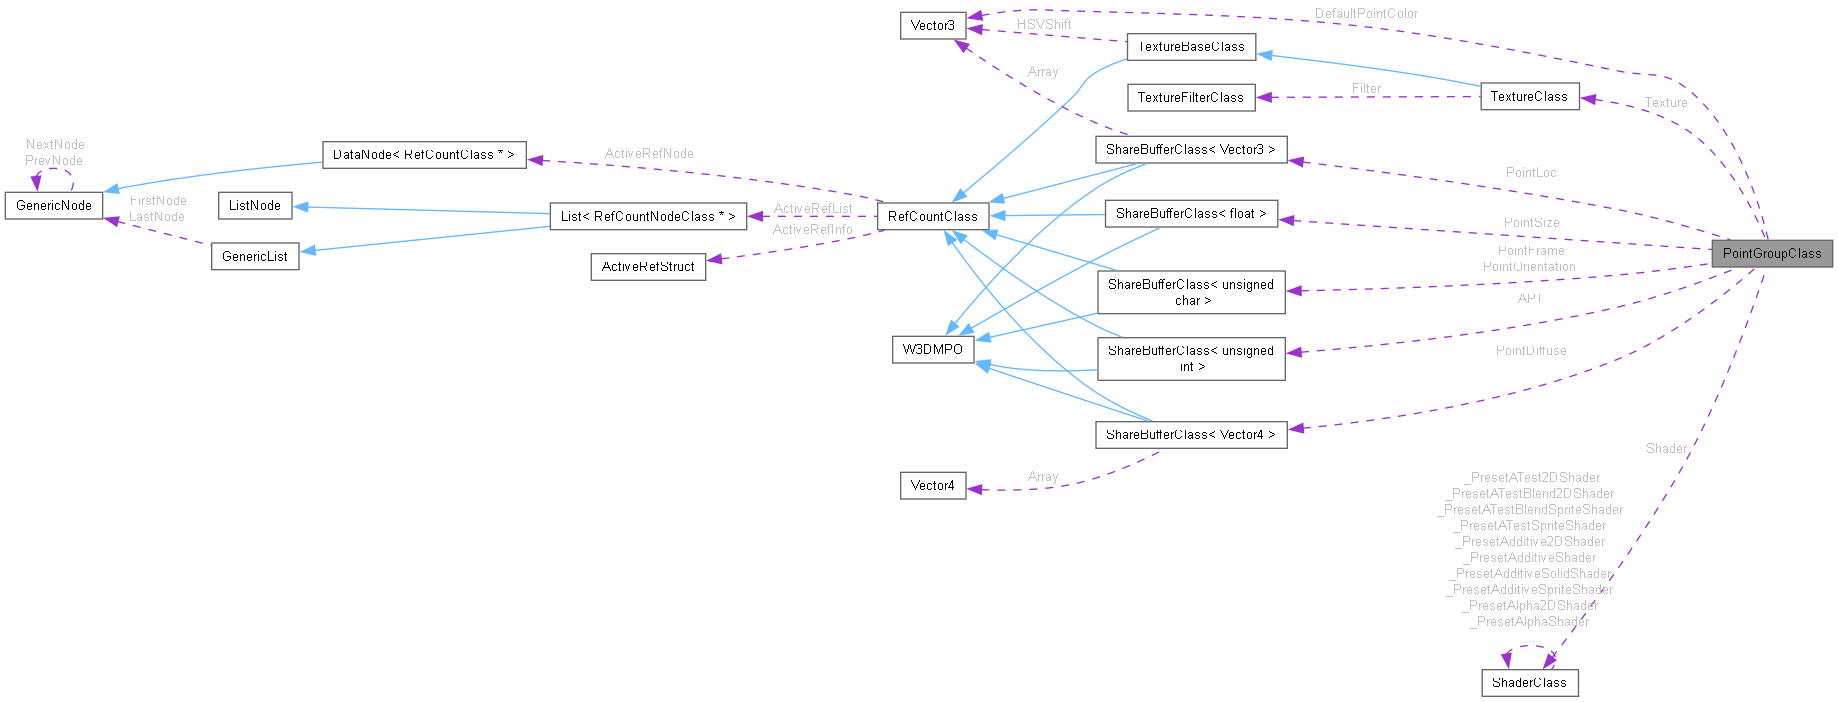 DefaultPointColor
Vector3
HSVShift
TextureBaseClass
Array
Filter
TextureFilterClass
TextureClass
Texture
NextNode
PrevNode
DataNode< RefCountClass * >
ActiveRefNode
ShareBufferClass< Vector3 >
PointLoc
GenericNode
FirstNode
LastNode
ListNode
List< RefCountNodeClass * >
ActiveRefList
ActiveRefInfo
RefCountClass
ShareBufferClass< float >
PointSize
GenericList
ActiveRefStruct
PointFrame
PointOrientation
PointGroupClass
ShareBufferClass< unsigned
char >
API
W3DMPO
ShareBufferClass< unsigned
int >
PointDiffuse
ShareBufferClass< Vector4 >
Shader
Vector4
Array
_PresetATest2DShader
_PresetATestBlend2DShader
_PresetATestBlendSpriteShader
_PresetATestSpriteShader
_PresetAdditive2DShader
_PresetAdditiveShader
_PresetAdditiveSolidShader
_PresetAdditiveSpriteShader
_PresetAlpha2DShader
_PresetAlphaShader
...
ShaderClass